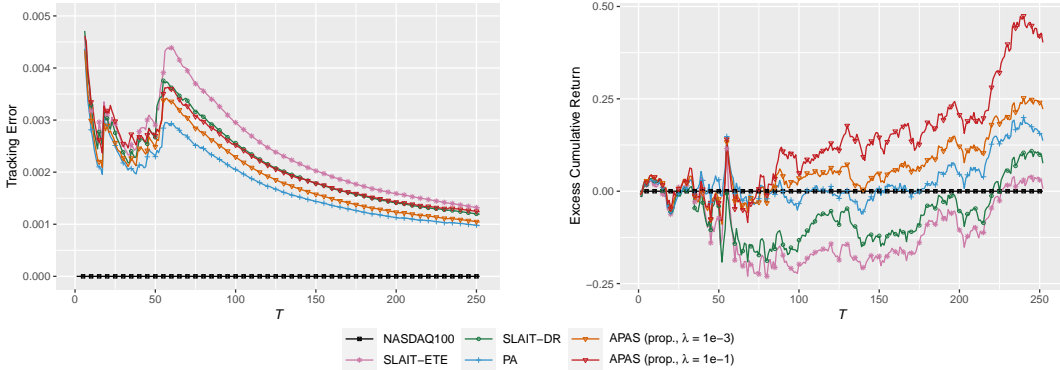 0.005
0.004
0.003
0.002
0.001
0.000
Tracking Error
0
50
100
150
200
250
T
0.50
0.25
0.00
−0.25
Excess Cumulative Return
0
50
100
150
200
250
T
NASDAQ100
SLAIT−ETE
SLAIT−DR
PA
APAS (prop., λ = 1e−3)
APAS (prop., λ = 1e−1)